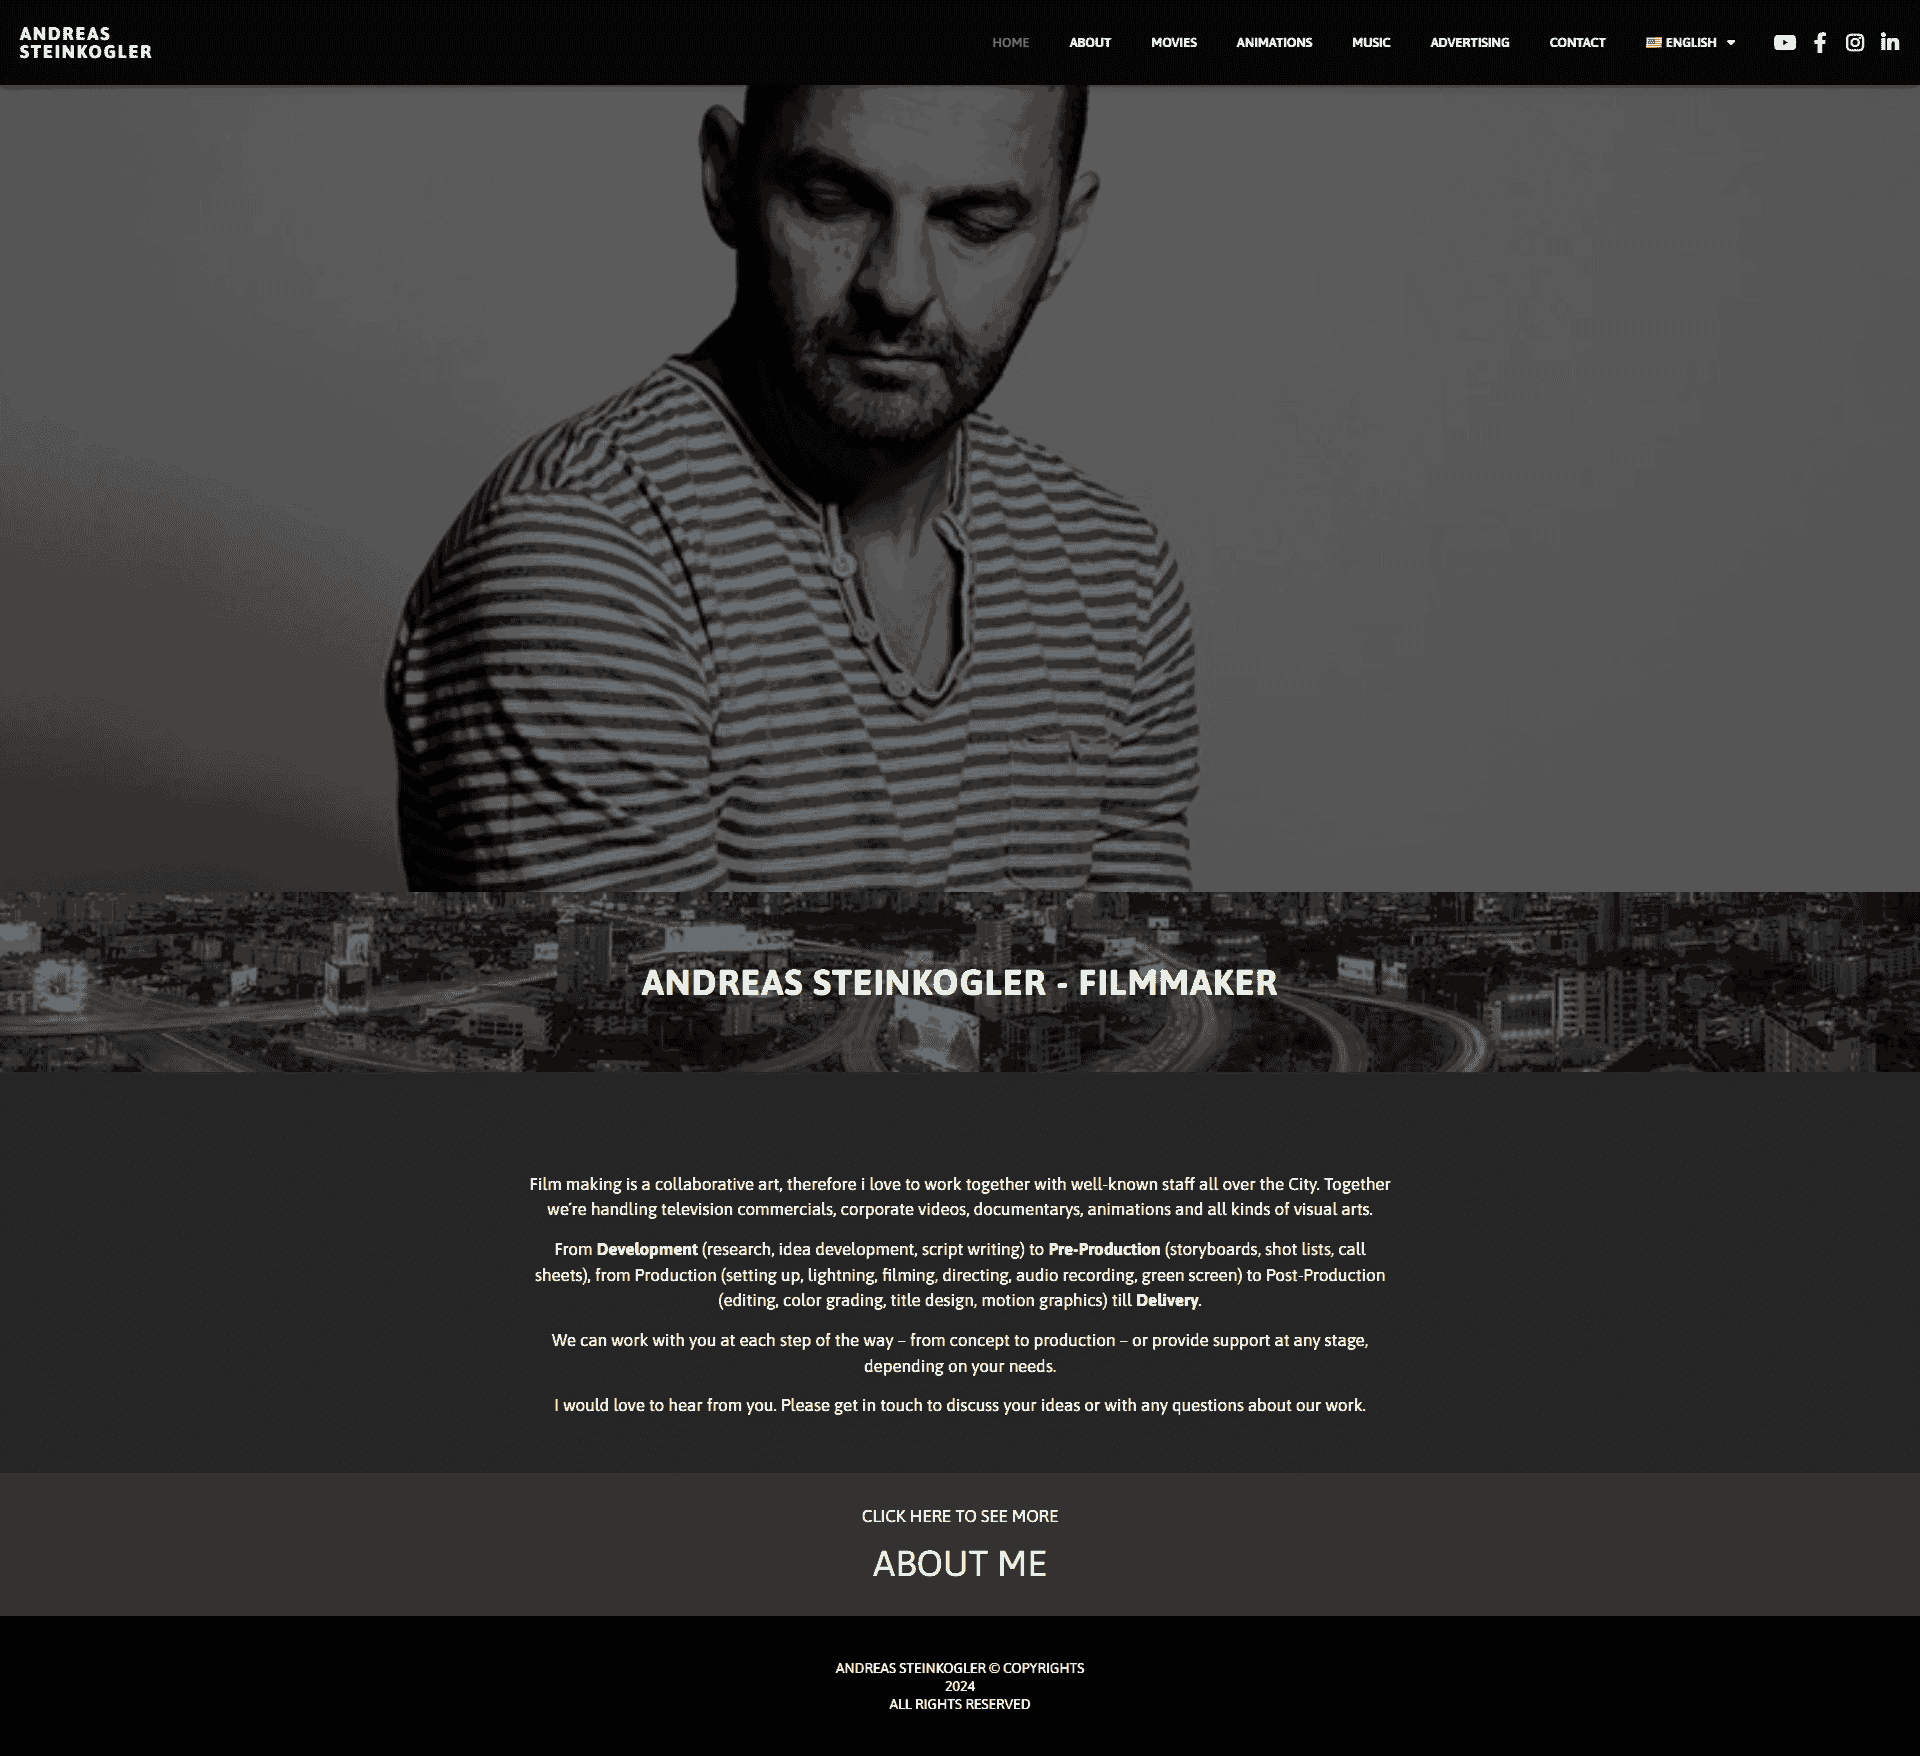 ANDREAS
STEINKOGLER
HOME ABOUT MOVIES ANIMATIONS MUSIC ADVERTISING CONTACT ENGLISH
ANDREAS STEINKOGLER - FILMMAKER
Film making is a collaborative art, therefore i love to work together with well-known staff all over the City. Together
we're handling television commercials, corporate videos, documentarys, animations and all kinds of visual arts.
From Development (research, idea development, script writing) to Pre-Production (storyboards, shot lists, call
sheets), from Production (setting up, lightning, filming, directing, audio recording, green screen) to Post-Production
(editing, color grading, title design, motion graphics) till Delivery.
We can work with you at each step of the way – from concept to production – or provide support at any stage,
depending on your needs.
I would love to hear from you. Please get in touch to discuss your ideas or with any questions about our work.
CLICK HERE TO SEE MORE
ABOUT ME
ANDREAS STEINKOGLER © COPYRIGHTS
2024
ALL RIGHTS RESERVED